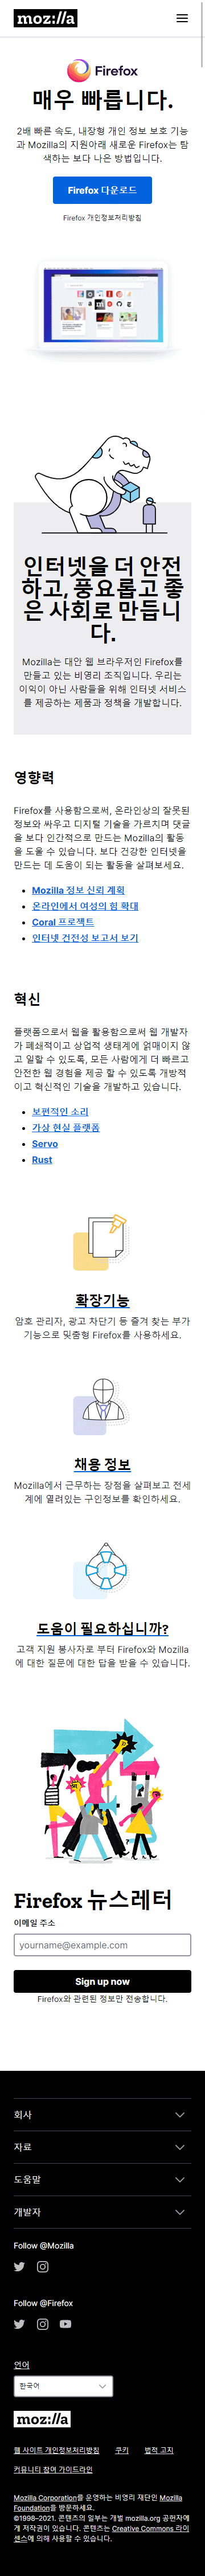 moz://a
Firefox
매우 빠릅니다.
2배 빠른 속도, 내장형 개인 정보 보호 기능
과 Mozilla의 지원아래 새로운 Firefox는 탐
색하는 보다 나은 방법입니다.
Firefox 다운로드
Firefox 개인정보처리방침
인터넷을 더 안전
하고, 풍요롭고 좋
은 사회로 만듭니
다.
Mozilla는 대안 웹 브라우저인 Firefox를
만들고 있는 비영리 조직입니다. 우리는
이익이 아닌 사람들을 위해 인터넷 서비스
를 제공하는 제품과 정책을 개발합니다.
영향력
Firefox를 사용함으로써, 온라인상의 잘못된
정보와 싸우고 디지털 기술을 가르치며 댓글
을 보다 인간적으로 만드는 Mozilla의 활동
을 도울 수 있습니다. 보다 건강한 인터넷을
만드는 데 도움이 되는 활동을 살펴보세요.
Mozilla 정보 신뢰 계획
온라인에서 여성의 힘 확대
Coral 프로젝트
인터넷 건전성 보고서 보기
혁신
플랫폼으로서 웹을 활용함으로써 웹 개발자
가 폐쇄적이고 상업적 생태계에 얽매이지 않
고 일할 수 있도록, 모든 사람에게 더 빠르고
안전한 웹 경험을 제공 할 수 있도록 개방적
이고 혁신적인 기술을 개발하고 있습니다.
보편적인 소리
가상 현실 플랫폼
Servo
Rust
확장기능
암호 관리자, 광고 차단기 등 즐겨 찾는 부가
기능으로 맞춤형 Firefox를 사용하세요.
채용 정보
Mozilla에서 근무하는 장점을 살펴보고 전세
계에 열려있는 구인정보를 확인하세요.
도움이 필요하십니까?
고객 지원 봉사자로 부터 Firefox와 Mozilla
에 대한 질문에 대한 답을 받을 수 있습니다.
Firefox 뉴스레터
이메일 주소
yourname@example.com
Sign up now
Firefox와 관련된 정보만 전송합니다.
회사
자료
도움말
개발자
Follow @Mozilla
Follow @Firefox
언어
한국어
moz://a
웹 사이트 개인정보처리방침 쿠키 법적 고지
커뮤니티 참여 가이드라인
Mozilla Corporation를 운영하는 비영리 재단인 Mozilla
Foundation을 방문하세요.
©1998–2021. 콘텐츠의 일부는 개별 mozilla.org 공헌자에
게 저작권이 있습니다. 콘텐츠는 Creative Commons 라이
센스에 의해 사용할 수 있습니다.